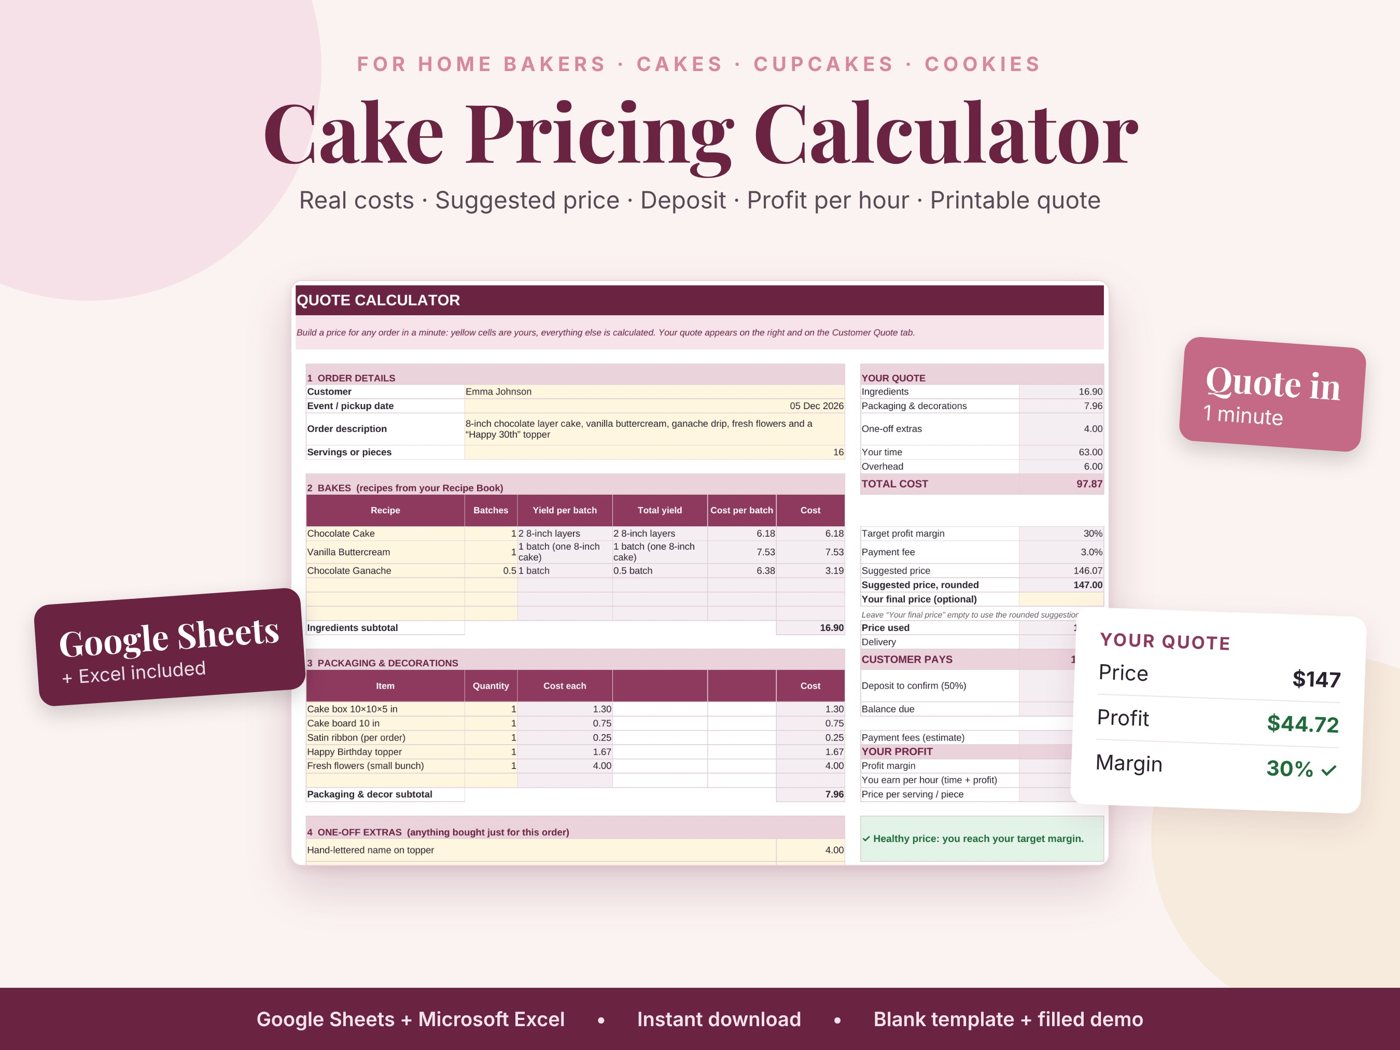 FOR HOME BAKERS · CAKES · CUPCAKES · COOKIES
Cake Pricing Calculator
Real costs · Suggested price · Deposit · Profit per hour · Printable quote
QUOTE CALCULATOR
Build a price for any order in a minute: yellow cells are yours, everything else is calculated. Your quote appears on the right and on the Customer Quote tab.
1 ORDER DETAILS
Customer Emma Johnson
Event / pickup date 05 Dec 2026
Order description 8-inch chocolate layer cake, vanilla buttercream, ganache drip, fresh flowers and a
“Happy 30th” topper
Servings or pieces 16
2 BAKES (recipes from your Recipe Book)
Recipe Batches Yield per batch Total yield Cost per batch Cost
Chocolate Cake 1 2 8-inch layers 2 8-inch layers 6.18 6.18
Vanilla Buttercream 1 1 batch (one 8-inch cake) 1 batch (one 8-inch cake) 7.53 7.53
Chocolate Ganache 0.5 1 batch 0.5 batch 6.38 3.19
Ingredients subtotal 16.90
3 PACKAGING & DECORATIONS
Item Quantity Cost each Cost
Cake box 10×10×5 in 1 1.30 1.30
Cake board 10 in 1 0.75 0.75
Satin ribbon (per order) 1 0.25 0.25
Happy Birthday topper 1 1.67 1.67
Fresh flowers (small bunch) 1 4.00 4.00
Packaging & decor subtotal 7.96
4 ONE-OFF EXTRAS (anything bought just for this order)
Hand-lettered name on topper 4.00
YOUR QUOTE
Ingredients 16.90
Packaging & decorations 7.96
One-off extras 4.00
Your time 63.00
Overhead 6.00
TOTAL COST 97.87
Target profit margin 30%
Payment fee 3.0%
Suggested price 146.07
Suggested price, rounded 147.00
Your final price (optional)
Leave “Your final price” empty to use the rounded suggestion
Price used
Delivery
CUSTOMER PAYS
Deposit to confirm (50%)
Balance due
Payment fees (estimate)
YOUR PROFIT
Profit margin
You earn per hour (time + profit)
Price per serving / piece
✓ Healthy price: you reach your target margin.
Quote in
1 minute
Google Sheets
+ Excel included
YOUR QUOTE
Price $147
Profit $44.72
Margin 30% ✓
Google Sheets + Microsoft Excel • Instant download • Blank template + filled demo